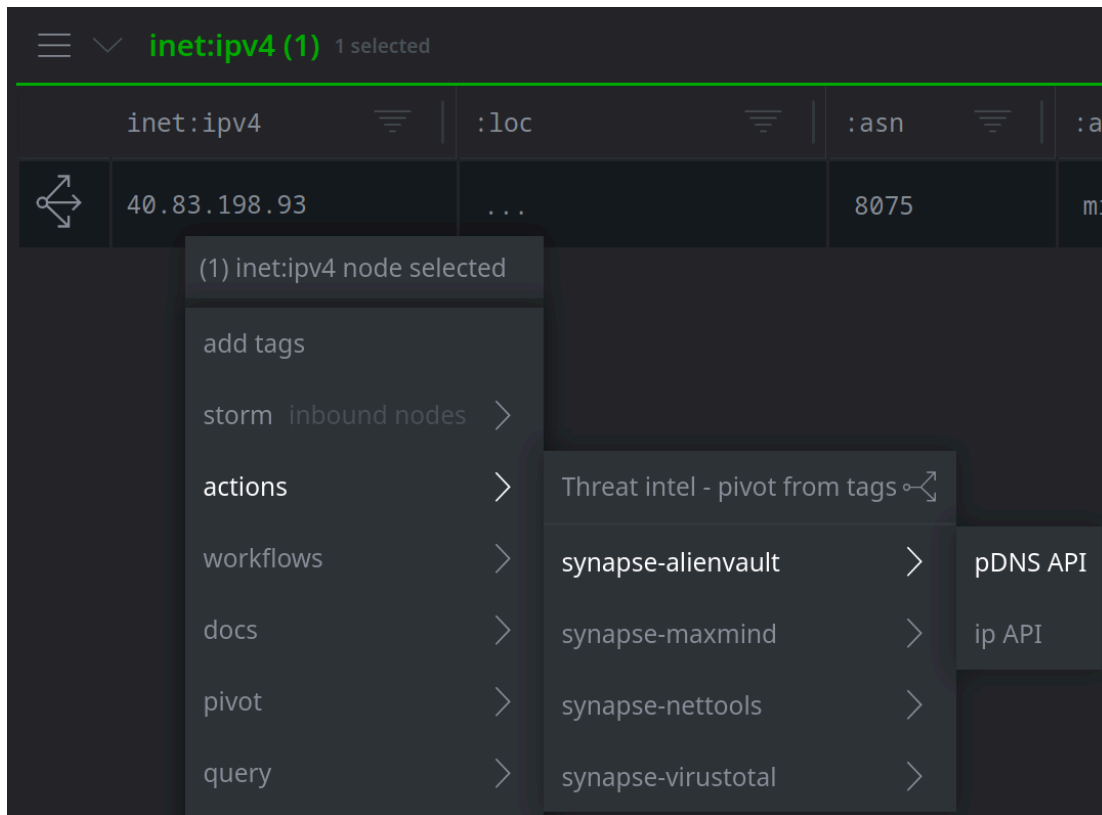 inet:ipv4 (1) 1 selected
inet:ipv4 :loc :asn :a
40.83.198.93 ... 8075 m
(1) inet:ipv4 node selected
add tags
storm inbound nodes
actions
workflows
docs
pivot
query
Threat intel - pivot from tags
synapse-alienvault
synapse-maxmind
synapse-nettools
synapse-virustotal
pDNS API
ip API